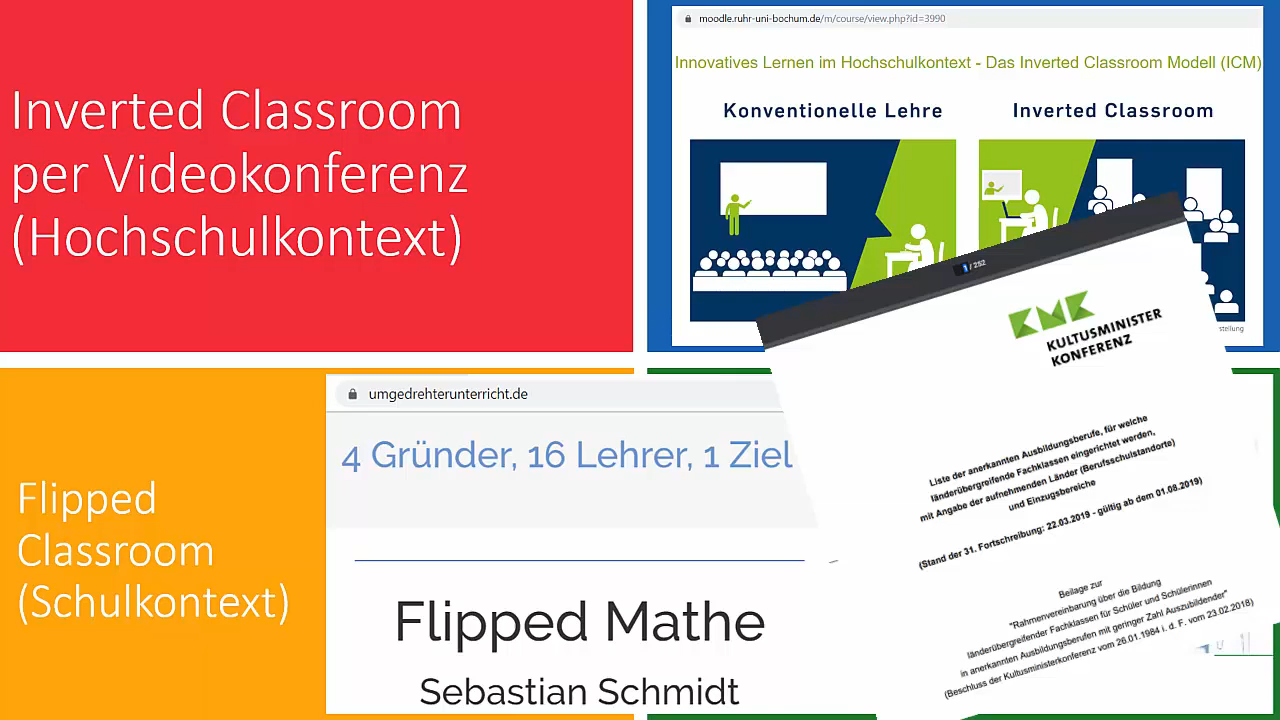 Inverted Classroom
per Videokonferenz
(Hochschulkontext)
moodle.ruhr-uni-bochum.de/m/course/view.php?id=3990
Innovatives Lernen im Hochschulkontext - Das Inverted Classroom Modell (ICM)
Konventionelle Lehre
Inverted Classroom
stellung
Flipped
Classroom
(Schulkontext)
umgedrehterunterricht.de
4 Gründer, 16 Lehrer, 1 Ziel
Flipped Mathe
Sebastian Schmidt
1 / 252
KMK
KULTUSMINISTER
KONFERENZ
Liste der anerkannten Ausbildungsberufe, für welche
länderübergreifende Fachklassen eingerichtet werden,
mit Angabe der aufnehmenden Länder (Berufsschulstandorte)
und Einzugsbereiche
(Stand der 31. Fortschreibung: 22.03.2019 - gültig ab dem 01.08.2019)
Beilage zur
"Rahmenvereinbarung über die Bildung
länderübergreifender Fachklassen für Schüler und Schülerinnen
in anerkannten Ausbildungsberufen mit geringer Zahl Auszubildender"
(Beschluss der Kultusministerkonferenz vom 26.01.1984 i. d. F. vom 23.02.2018)